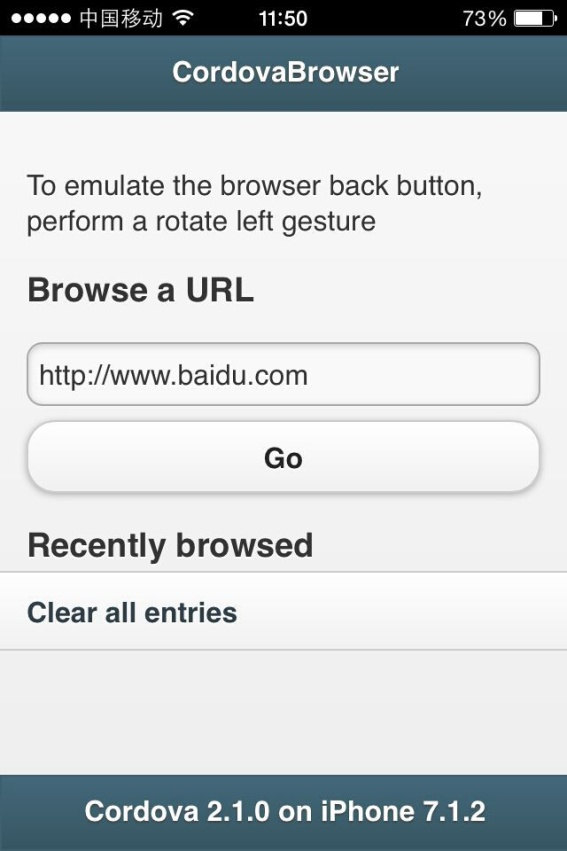 中国移动 11:50 73%
CordovaBrowser
To emulate the browser back button,
perform a rotate left gesture
Browse a URL
http://www.baidu.com
Go
Recently browsed
Clear all entries
Cordova 2.1.0 on iPhone 7.1.2